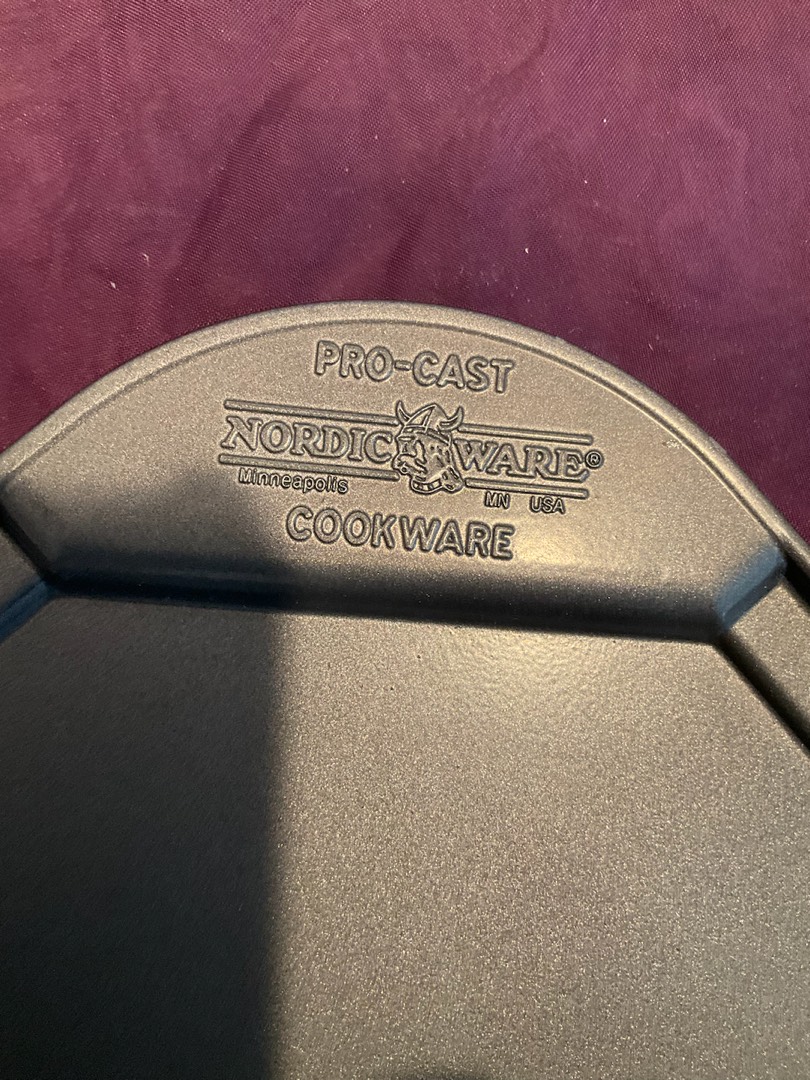 PRO-CAST
NORDIC WARE®
Minneapolis MN USA
COOKWARE